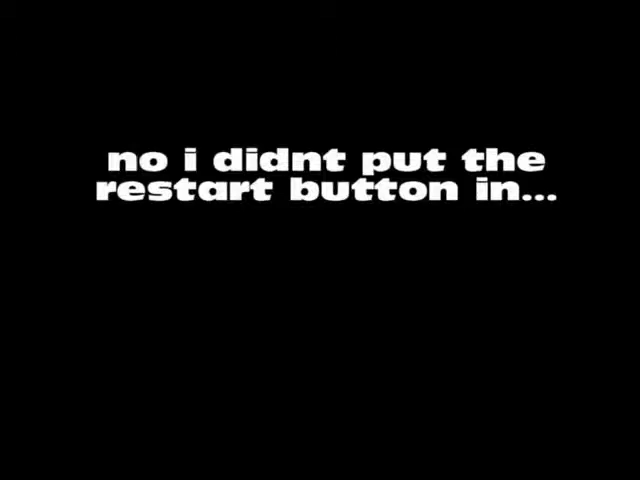 no i didnt put the
restart button in...